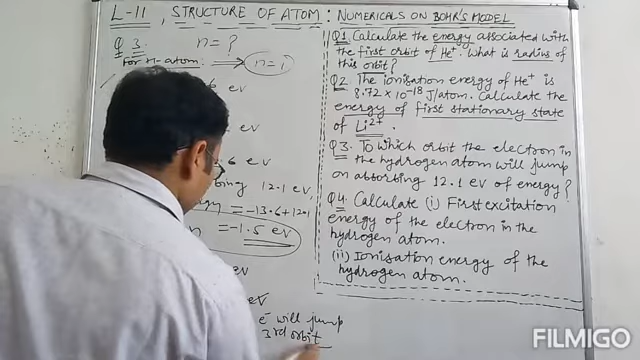 L-11, STRUCTURE OF ATOM: NUMERICALS ON BOHR'S MODEL
Q 3. n=?
For H-atom. n=1
6 eV
eV
.6 eV
bing 12.1 eV
= -13.6+12.1
= -1.5 eV
eV
eV
e- will jump
3rd orbit
Q1 Calculate the energy associated with
the first orbit of He+. What is radius of
this orbit?
Q2 The ionisation energy of He+ is
8.72 × 10-18 J/atom. Calculate the
energy of first stationary state
of Li2+.
Q3. To which orbit the electron in
the hydrogen atom will jump
on absorbing 12.1 eV of energy?
Q4. Calculate (i) First excitation
energy of the electron in the
hydrogen atom.
(ii) Ionisation energy of the
hydrogen atom.
FILMIGO